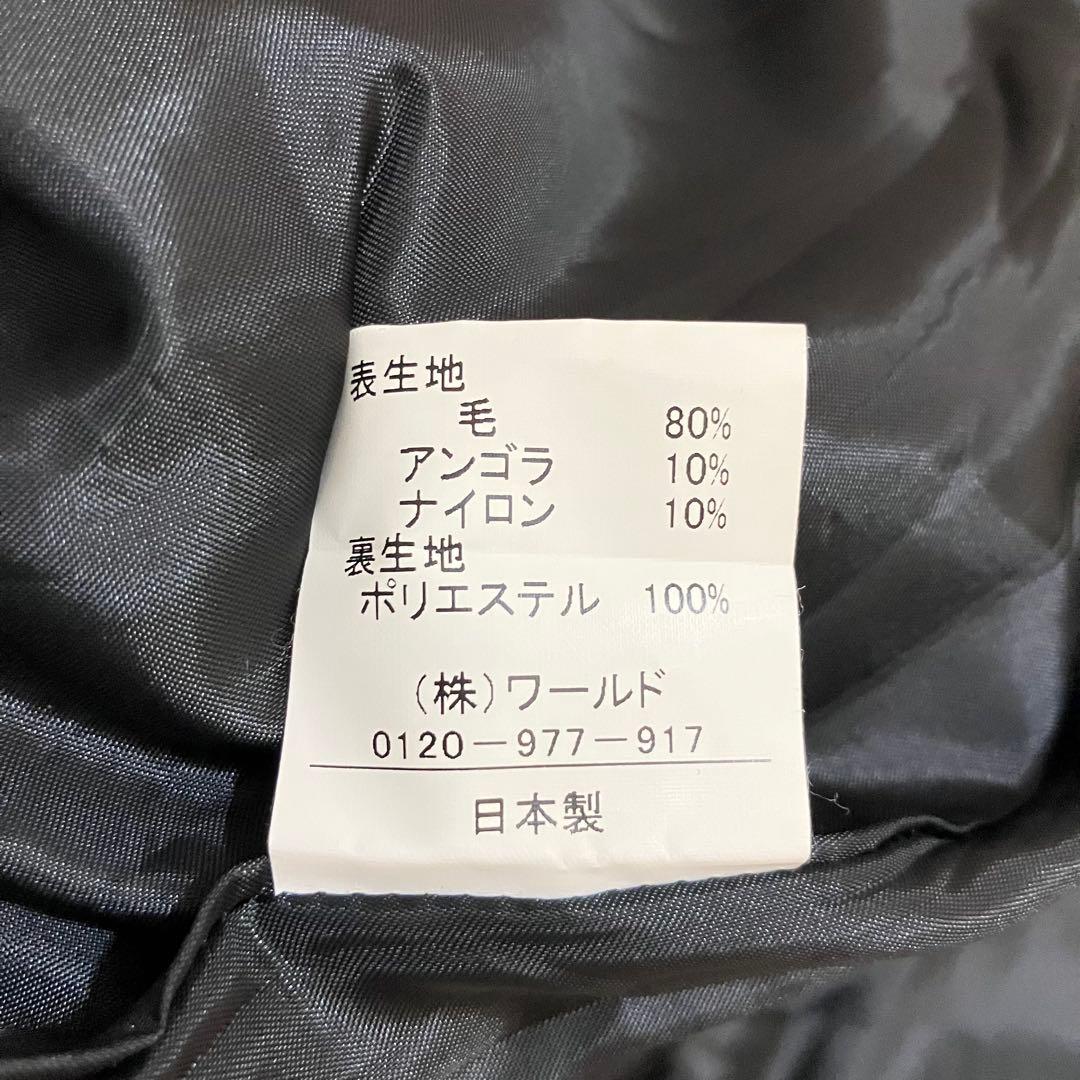 表生地
毛 80%
アンゴラ 10%
ナイロン 10%
裏生地
ポリエステル 100%
(株)ワールド
0120-977-917
日本製